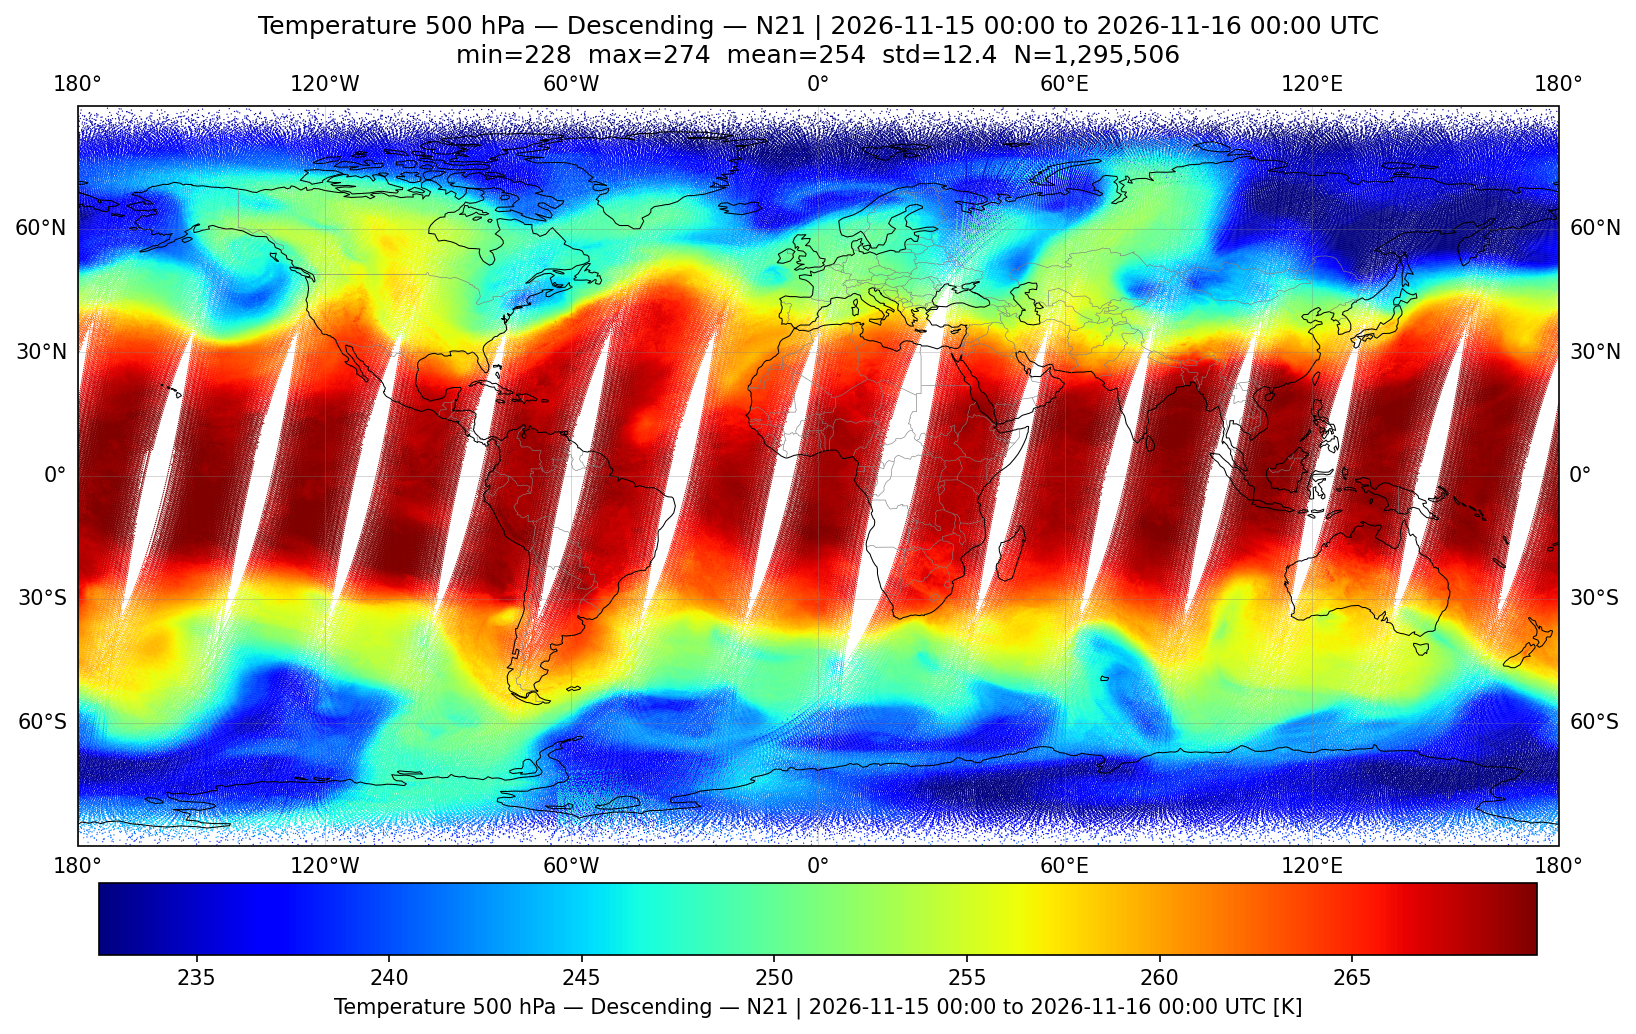 Temperature 500 hPa — Descending — N21 | 2026-11-15 00:00 to 2026-11-16 00:00 UTC
min=228 max=274 mean=254 std=12.4 N=1,295,506
180° 120°W 60°W 0° 60°E 120°E 180°
60°N 60°N
30°N 30°N
0° 0°
30°S 30°S
60°S 60°S
180° 120°W 60°W 0° 60°E 120°E 180°
235 240 245 250 255 260 265
Temperature 500 hPa — Descending — N21 | 2026-11-15 00:00 to 2026-11-16 00:00 UTC [K]